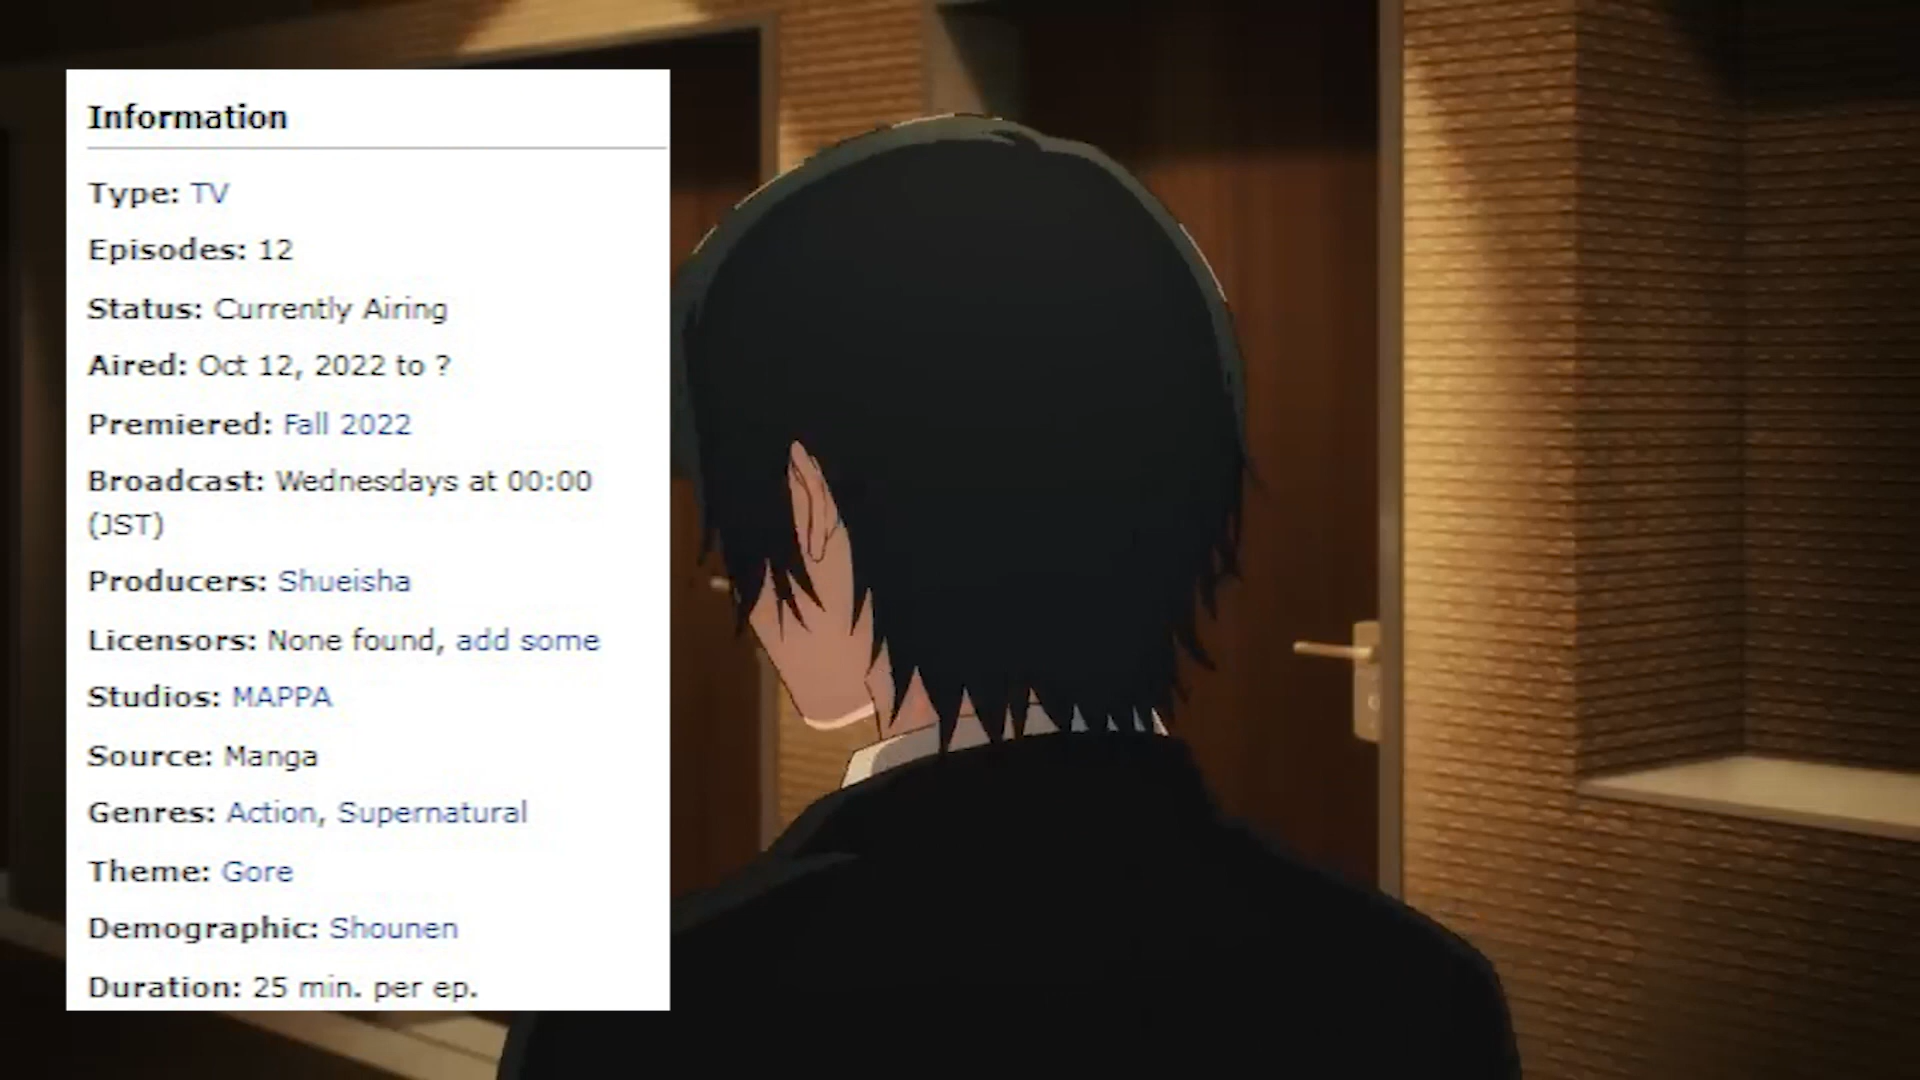 Information
Type: TV
Episodes: 12
Status: Currently Airing
Aired: Oct 12, 2022 to ?
Premiered: Fall 2022
Broadcast: Wednesdays at 00:00
(JST)
Producers: Shueisha
Licensors: None found, add some
Studios: MAPPA
Source: Manga
Genres: Action, Supernatural
Theme: Gore
Demographic: Shounen
Duration: 25 min. per ep.